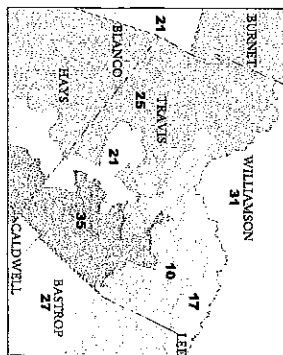 BURNET
21
BLANCO
TRAVIS
25
HAYS
WILLIAMSON
31
21
35
10
17
LEE
CALDWELL
BASTROP
27